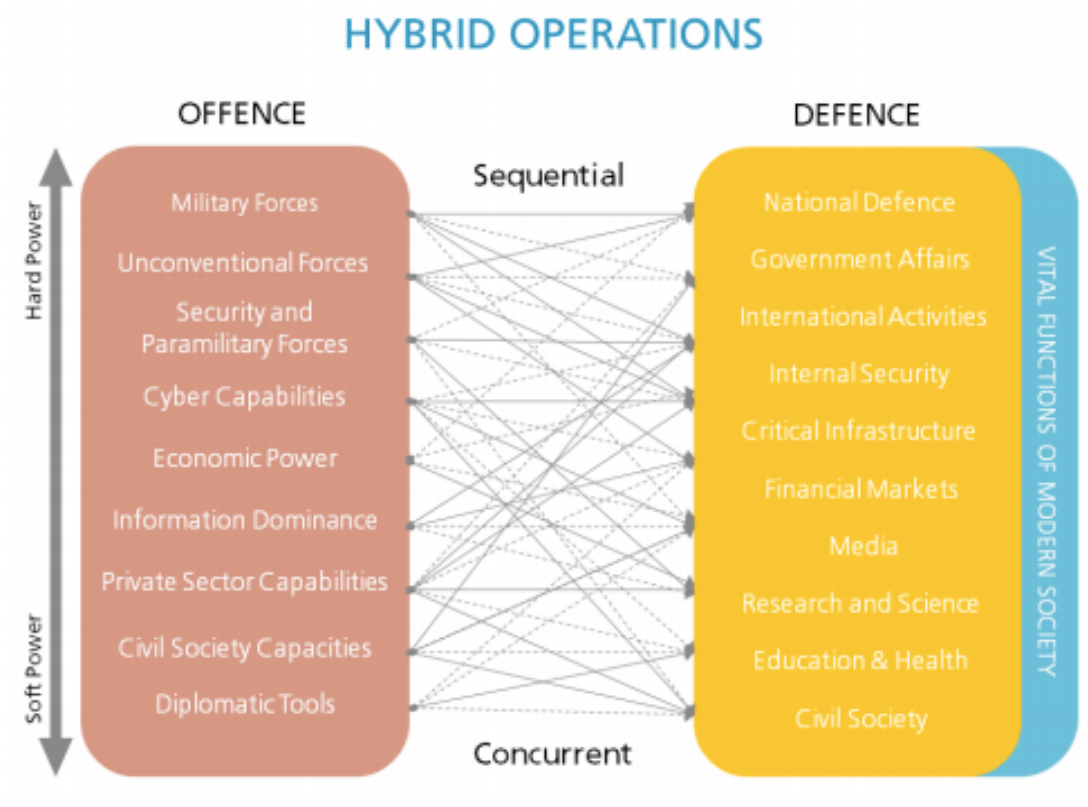 HYBRID OPERATIONS
OFFENCE
DEFENCE
Hard Power
Soft Power
Military Forces
Unconventional Forces
Security and
Paramilitary Forces
Cyber Capabilities
Economic Power
Information Dominance
Private Sector Capabilities
Civil Society Capacities
Diplomatic Tools
Sequential
Concurrent
National Defence
Government Affairs
International Activities
Internal Security
Critical Infrastructure
Financial Markets
Media
Research and Science
Education & Health
Civil Society
VITAL FUNCTIONS OF MODERN SOCIETY